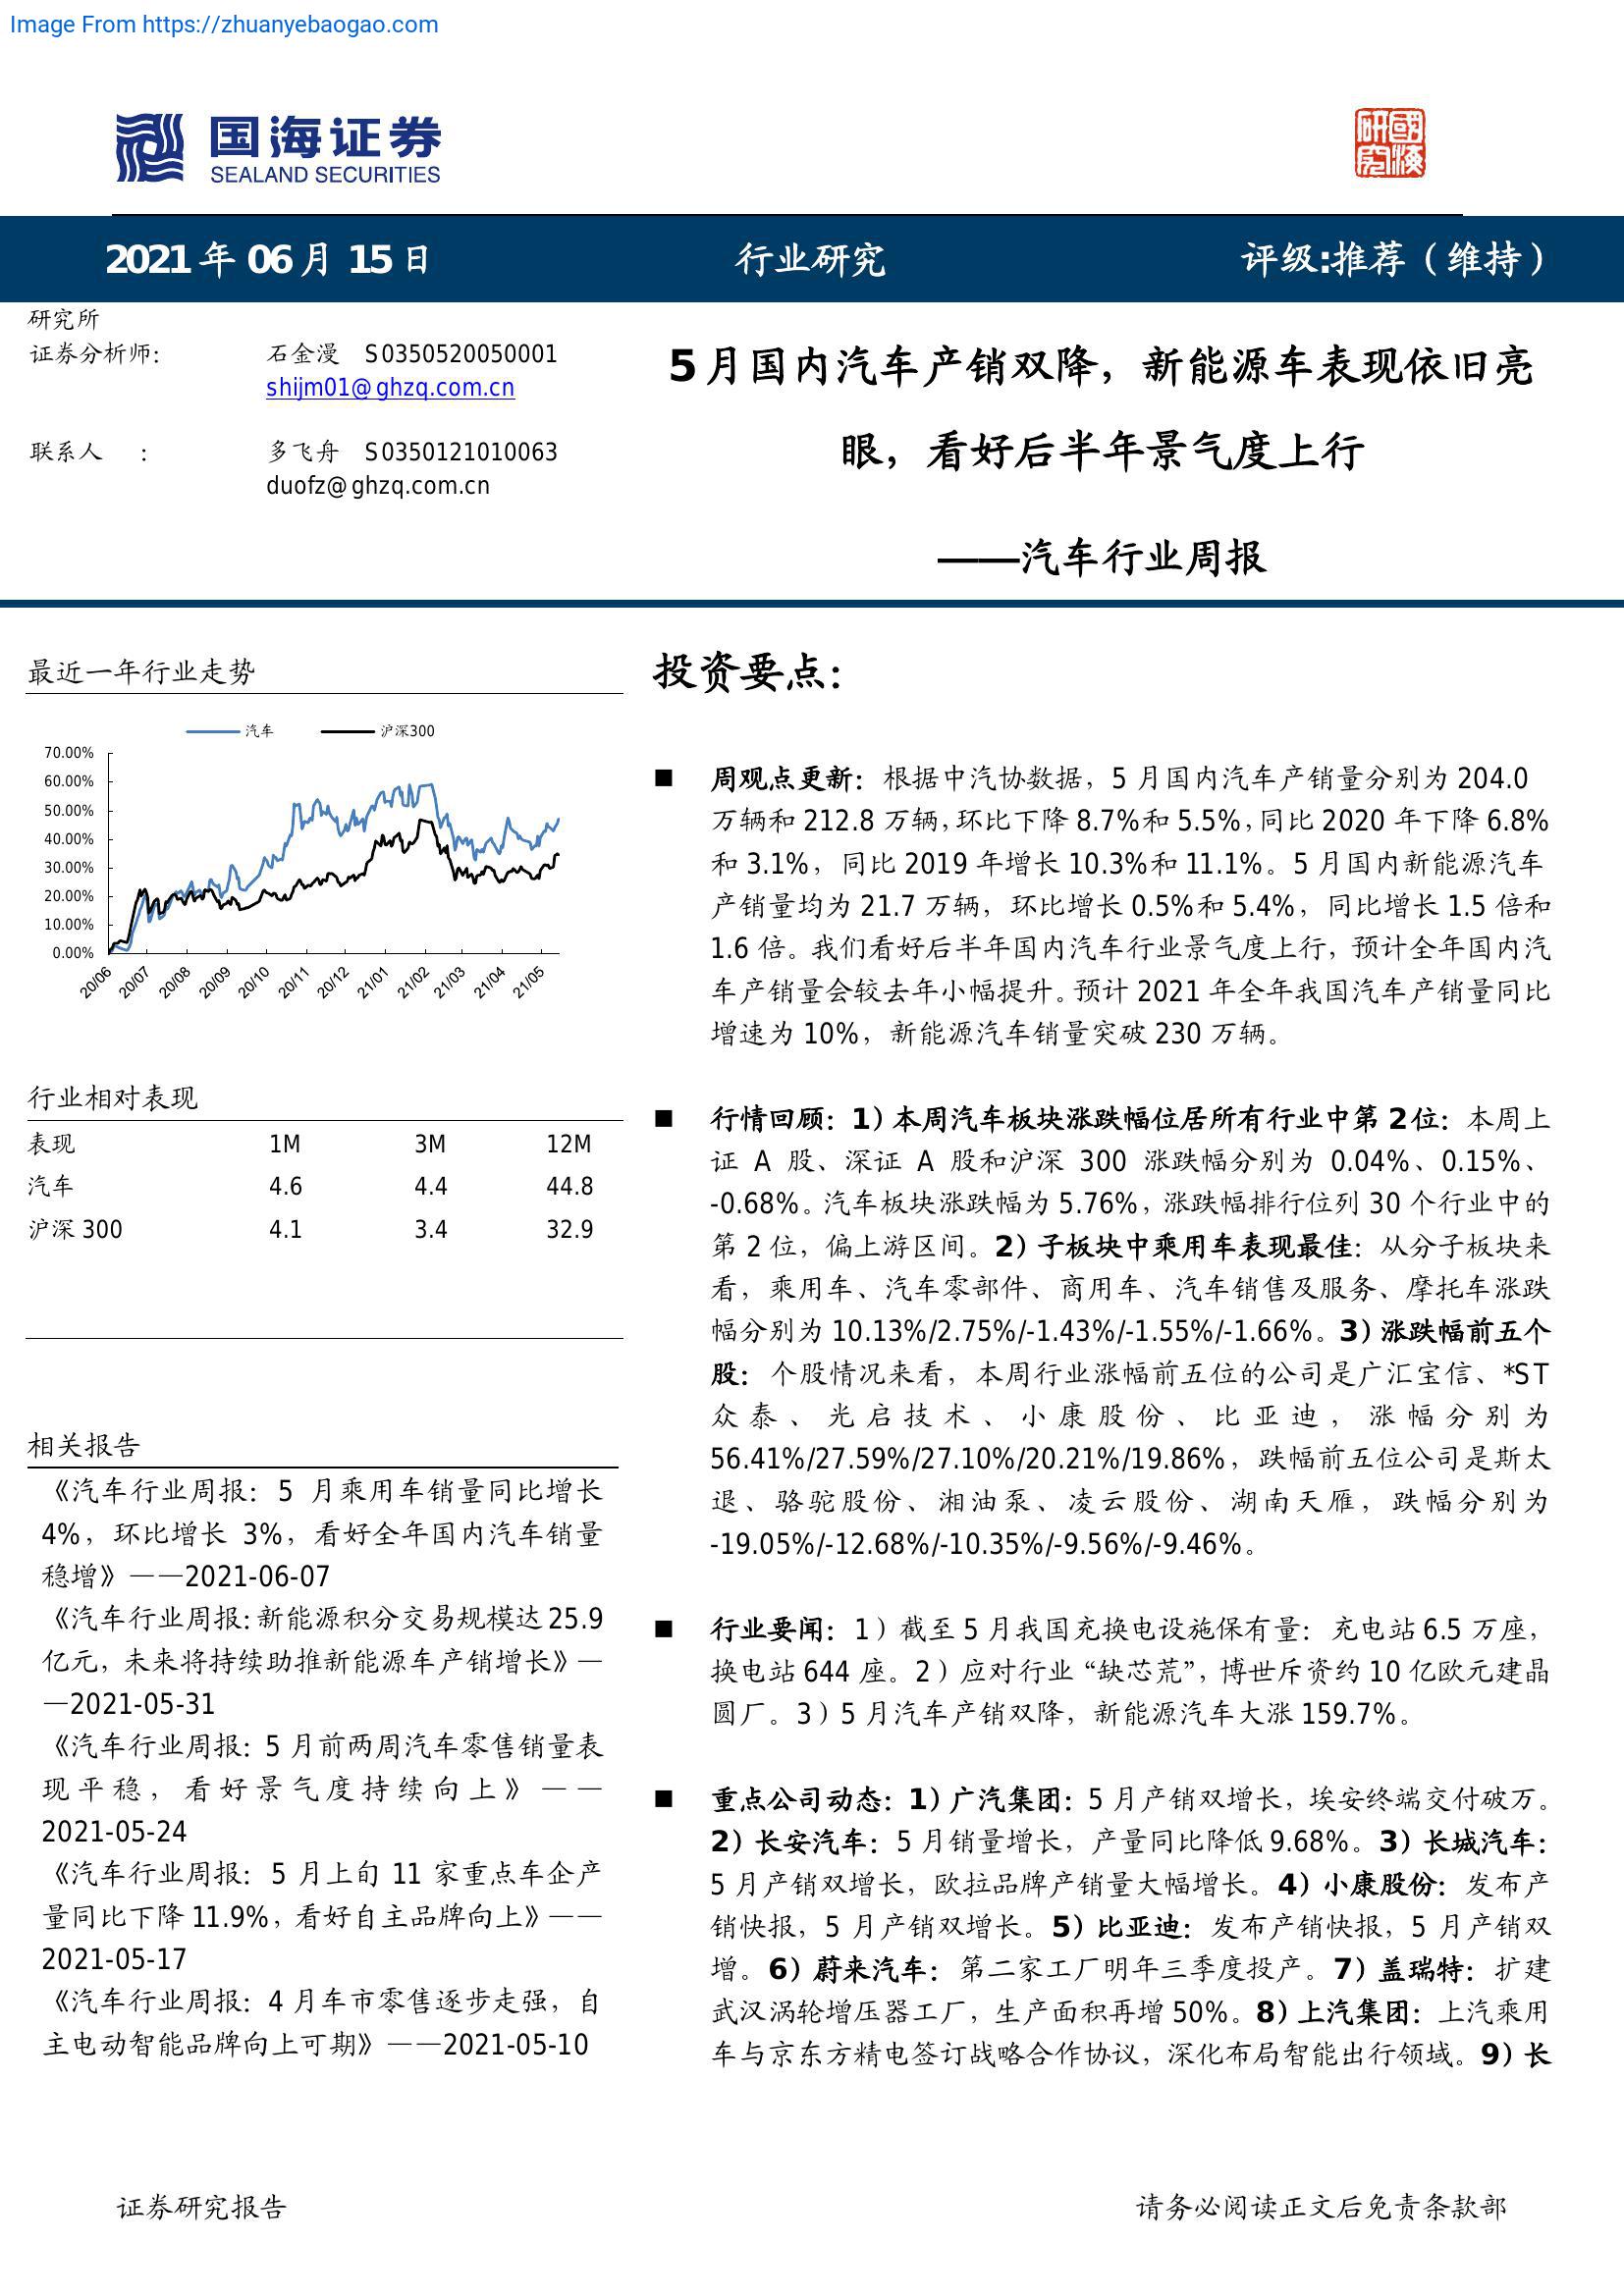 Image From https://zhuanyebaogao.com
国海证券
SEALAND SECURITIES
研究
國海
2021 年 06 月 15 日
行业研究
评级:推荐（维持）
研究所
证券分析师：
石金漫 S0350520050001
shijm01@ghzq.com.cn
联系人 ：
多飞舟 S0350121010063
duofz@ghzq.com.cn
5 月国内汽车产销双降，新能源车表现依旧亮
眼，看好后半年景气度上行
——汽车行业周报
最近一年行业走势
汽车
沪深300
70.00%
60.00%
50.00%
40.00%
30.00%
20.00%
10.00%
0.00%
20/06
20/07
20/08
20/09
20/10
20/11
20/12
21/01
21/02
21/03
21/04
21/05
行业相对表现
表现 1M 3M 12M
汽车 4.6 4.4 44.8
沪深 300 4.1 3.4 32.9
相关报告
《汽车行业周报：5 月乘用车销量同比增长
4%，环比增长 3%，看好全年国内汽车销量
稳增》——2021-06-07
《汽车行业周报：新能源积分交易规模达 25.9
亿元，未来将持续助推新能源车产销增长》—
—2021-05-31
《汽车行业周报：5 月前两周汽车零售销量表
现平稳，看好景气度持续向上》——
2021-05-24
《汽车行业周报：5 月上旬 11 家重点车企产
量同比下降 11.9%，看好自主品牌向上》——
2021-05-17
《汽车行业周报：4 月车市零售逐步走强，自
主电动智能品牌向上可期》——2021-05-10
投资要点：
■ 周观点更新：根据中汽协数据，5 月国内汽车产销量分别为 204.0
万辆和 212.8 万辆，环比下降 8.7%和 5.5%，同比 2020 年下降 6.8%
和 3.1%，同比 2019 年增长 10.3%和 11.1%。5 月国内新能源汽车
产销量均为 21.7 万辆，环比增长 0.5%和 5.4%，同比增长 1.5 倍和
1.6 倍。我们看好后半年国内汽车行业景气度上行，预计全年国内汽
车产销量会较去年小幅提升。预计 2021 年全年我国汽车产销量同比
增速为 10%，新能源汽车销量突破 230 万辆。
■ 行情回顾：1）本周汽车板块涨跌幅位居所有行业中第 2 位：本周上
证 A 股、深证 A 股和沪深 300 涨跌幅分别为 0.04%、0.15%、
-0.68%。汽车板块涨跌幅为 5.76%，涨跌幅排行位列 30 个行业中的
第 2 位，偏上游区间。2）子板块中乘用车表现最佳：从分子板块来
看，乘用车、汽车零部件、商用车、汽车销售及服务、摩托车涨跌
幅分别为 10.13%/2.75%/-1.43%/-1.55%/-1.66%。3）涨跌幅前五个
股：个股情况来看，本周行业涨幅前五位的公司是广汇宝信、*ST
众泰、光启技术、小康股份、比亚迪，涨幅分别为
56.41%/27.59%/27.10%/20.21%/19.86%，跌幅前五位公司是斯太
退、骆驼股份、湘油泵、凌云股份、湖南天雁，跌幅分别为
-19.05%/-12.68%/-10.35%/-9.56%/-9.46%。
■ 行业要闻：1）截至 5 月我国充换电设施保有量：充电站 6.5 万座，
换电站 644 座。2）应对行业“缺芯荒”，博世斥资约 10 亿欧元建晶
圆厂。3）5 月汽车产销双降，新能源汽车大涨 159.7%。
■ 重点公司动态：1）广汽集团：5 月产销双增长，埃安终端交付破万。
2）长安汽车：5 月销量增长，产量同比降低 9.68%。3）长城汽车：
5 月产销双增长，欧拉品牌产销量大幅增长。4）小康股份：发布产
销快报，5 月产销双增长。5）比亚迪：发布产销快报，5 月产销双
增。6）蔚来汽车：第二家工厂明年三季度投产。7）盖瑞特：扩建
武汉涡轮增压器工厂，生产面积再增 50%。8）上汽集团：上汽乘用
车与京东方精电签订战略合作协议，深化布局智能出行领域。9）长
证券研究报告
请务必阅读正文后免责条款部